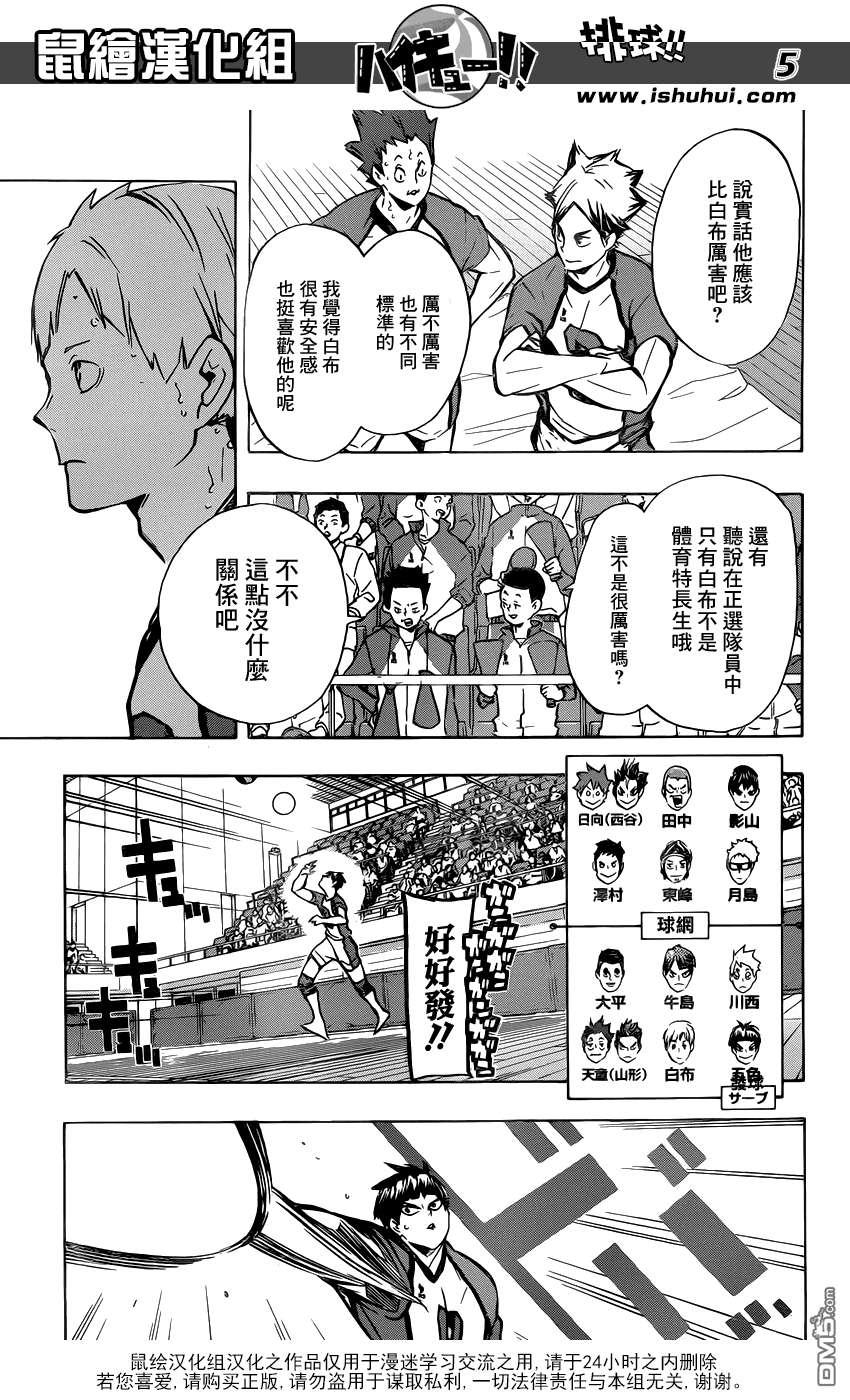 鼠繪漢化組
ハイキュー!!
排球!!
5
www.ishuhui.com
說實話他應該
比白布厲害吧?
厲不厲害
也有不同
標準的
我覺得白布
很有安全感
也挺喜歡他的呢
還有
聽說在正選隊員中
只有白布不是
體育特長生哦
這不是很厲害嗎?
不不
這點沒什麼
關係吧
日向(西谷)
田中
影山
澤村
東峰
月島
球網
大平
牛島
川西
天童(山形)
白布
五色
發球
サーブ
キュッ
キュッ
好好發!!
DM5.com
鼠绘汉化组汉化之作品仅用于漫迷学习交流之用, 请于24小时之内删除
若您喜爱, 请购买正版, 请勿用于谋取私利, 一切法律责任与本组无关, 谢谢。